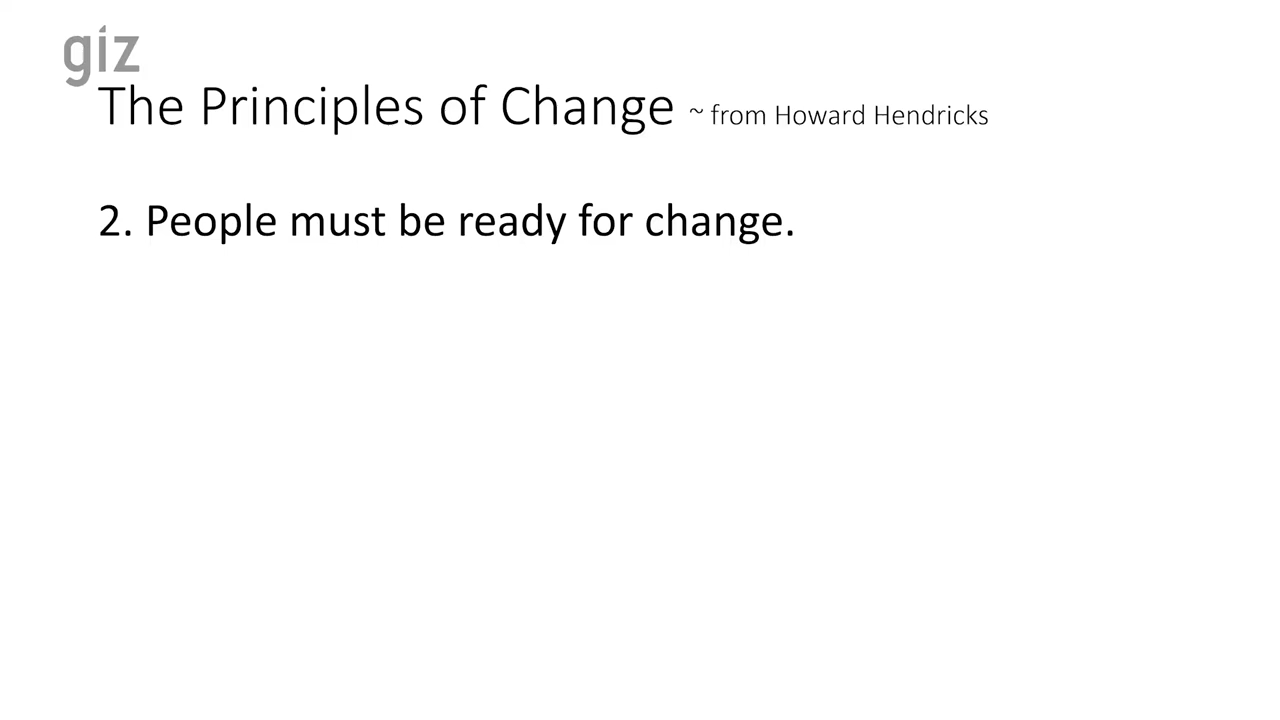 giz
The Principles of Change ~ from Howard Hendricks
2. People must be ready for change.